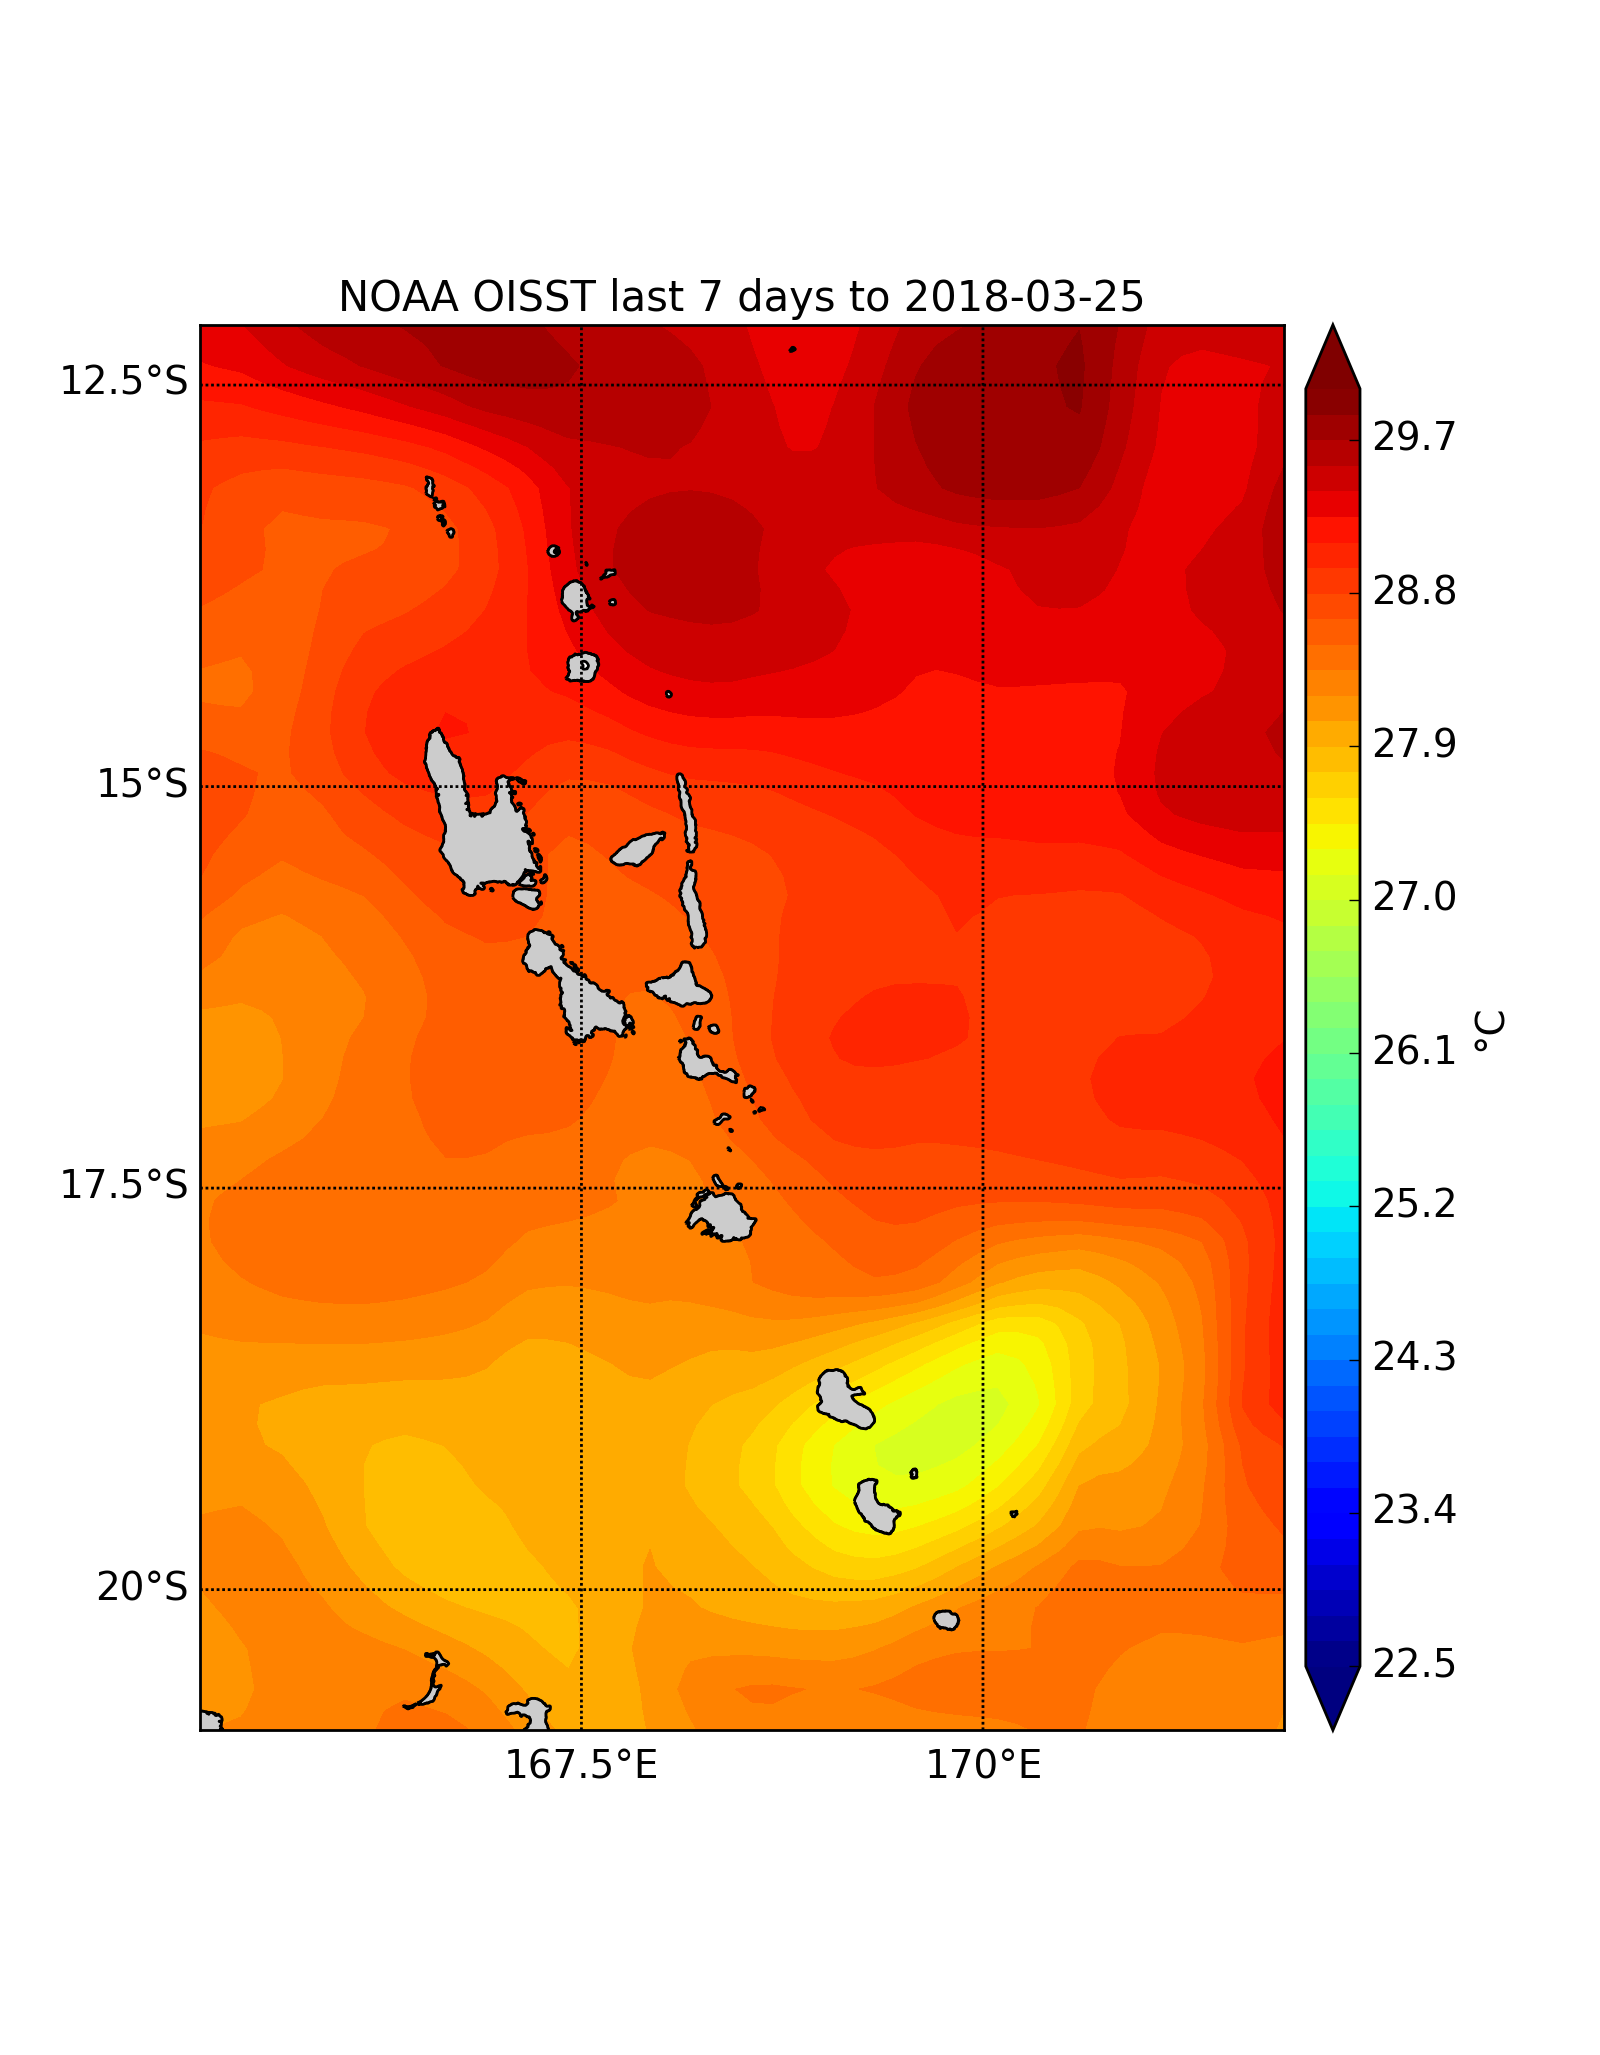 NOAA OISST last 7 days to 2018-03-25
12.5°S
15°S
17.5°S
20°S
167.5°E
170°E
29.7
28.8
27.9
27.0
26.1
25.2
24.3
23.4
22.5
°C